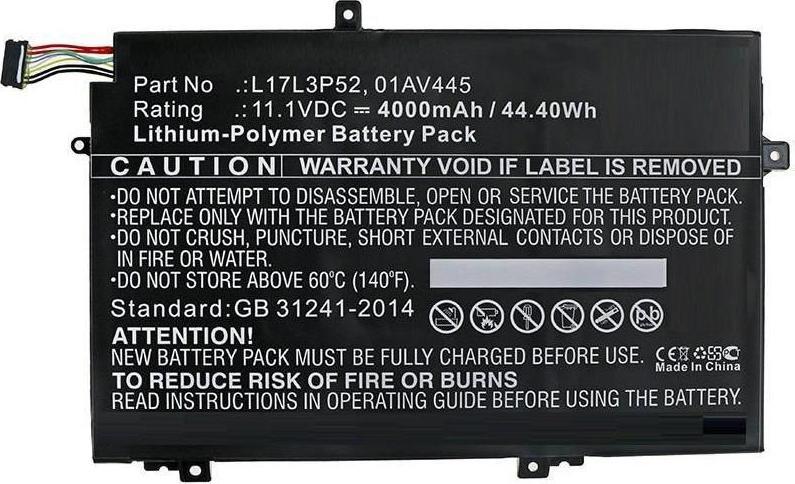 Part No .:L17L3P52, 01AV445
Rating .:11.1VDC ⎓ 4000mAh / 44.40Wh
Lithium-Polymer Battery Pack
CAUTION WARRANTY VOID IF LABEL IS REMOVED
•DO NOT ATTEMPT TO DISASSEMBLE, OPEN OR SERVICE THE BATTERY PACK.
•REPLACE ONLY WITH THE BATTERY PACK DESIGNATED FOR THIS PRODUCT.
•DO NOT CRUSH, PUNCTURE, SHORT EXTERNAL CONTACTS OR DISPOSE OF
IN FIRE OR WATER.
•DO NOT STORE ABOVE 60°C (140°F).
Standard:GB 31241-2014
Pb
ATTENTION!
NEW BATTERY PACK MUST BE FULLY CHARGED BEFORE USE.
CE
Made In China
TO REDUCE RISK OF FIRE OR BURNS
READ INSTRUCTIONS IN OPERATING GUIDE BEFORE USING THE BATTERY.